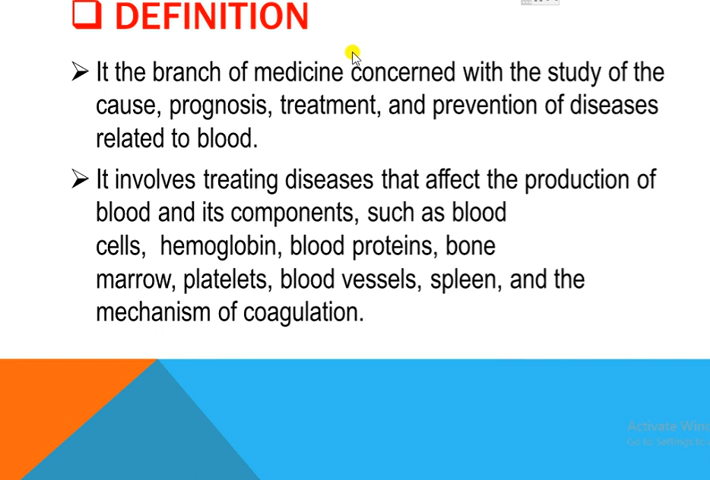 DEFINITION
It the branch of medicine concerned with the study of the
cause, prognosis, treatment, and prevention of diseases
related to blood.
It involves treating diseases that affect the production of
blood and its components, such as blood
cells, hemoglobin, blood proteins, bone
marrow, platelets, blood vessels, spleen, and the
mechanism of coagulation.
Activate Win
Go to Settings to